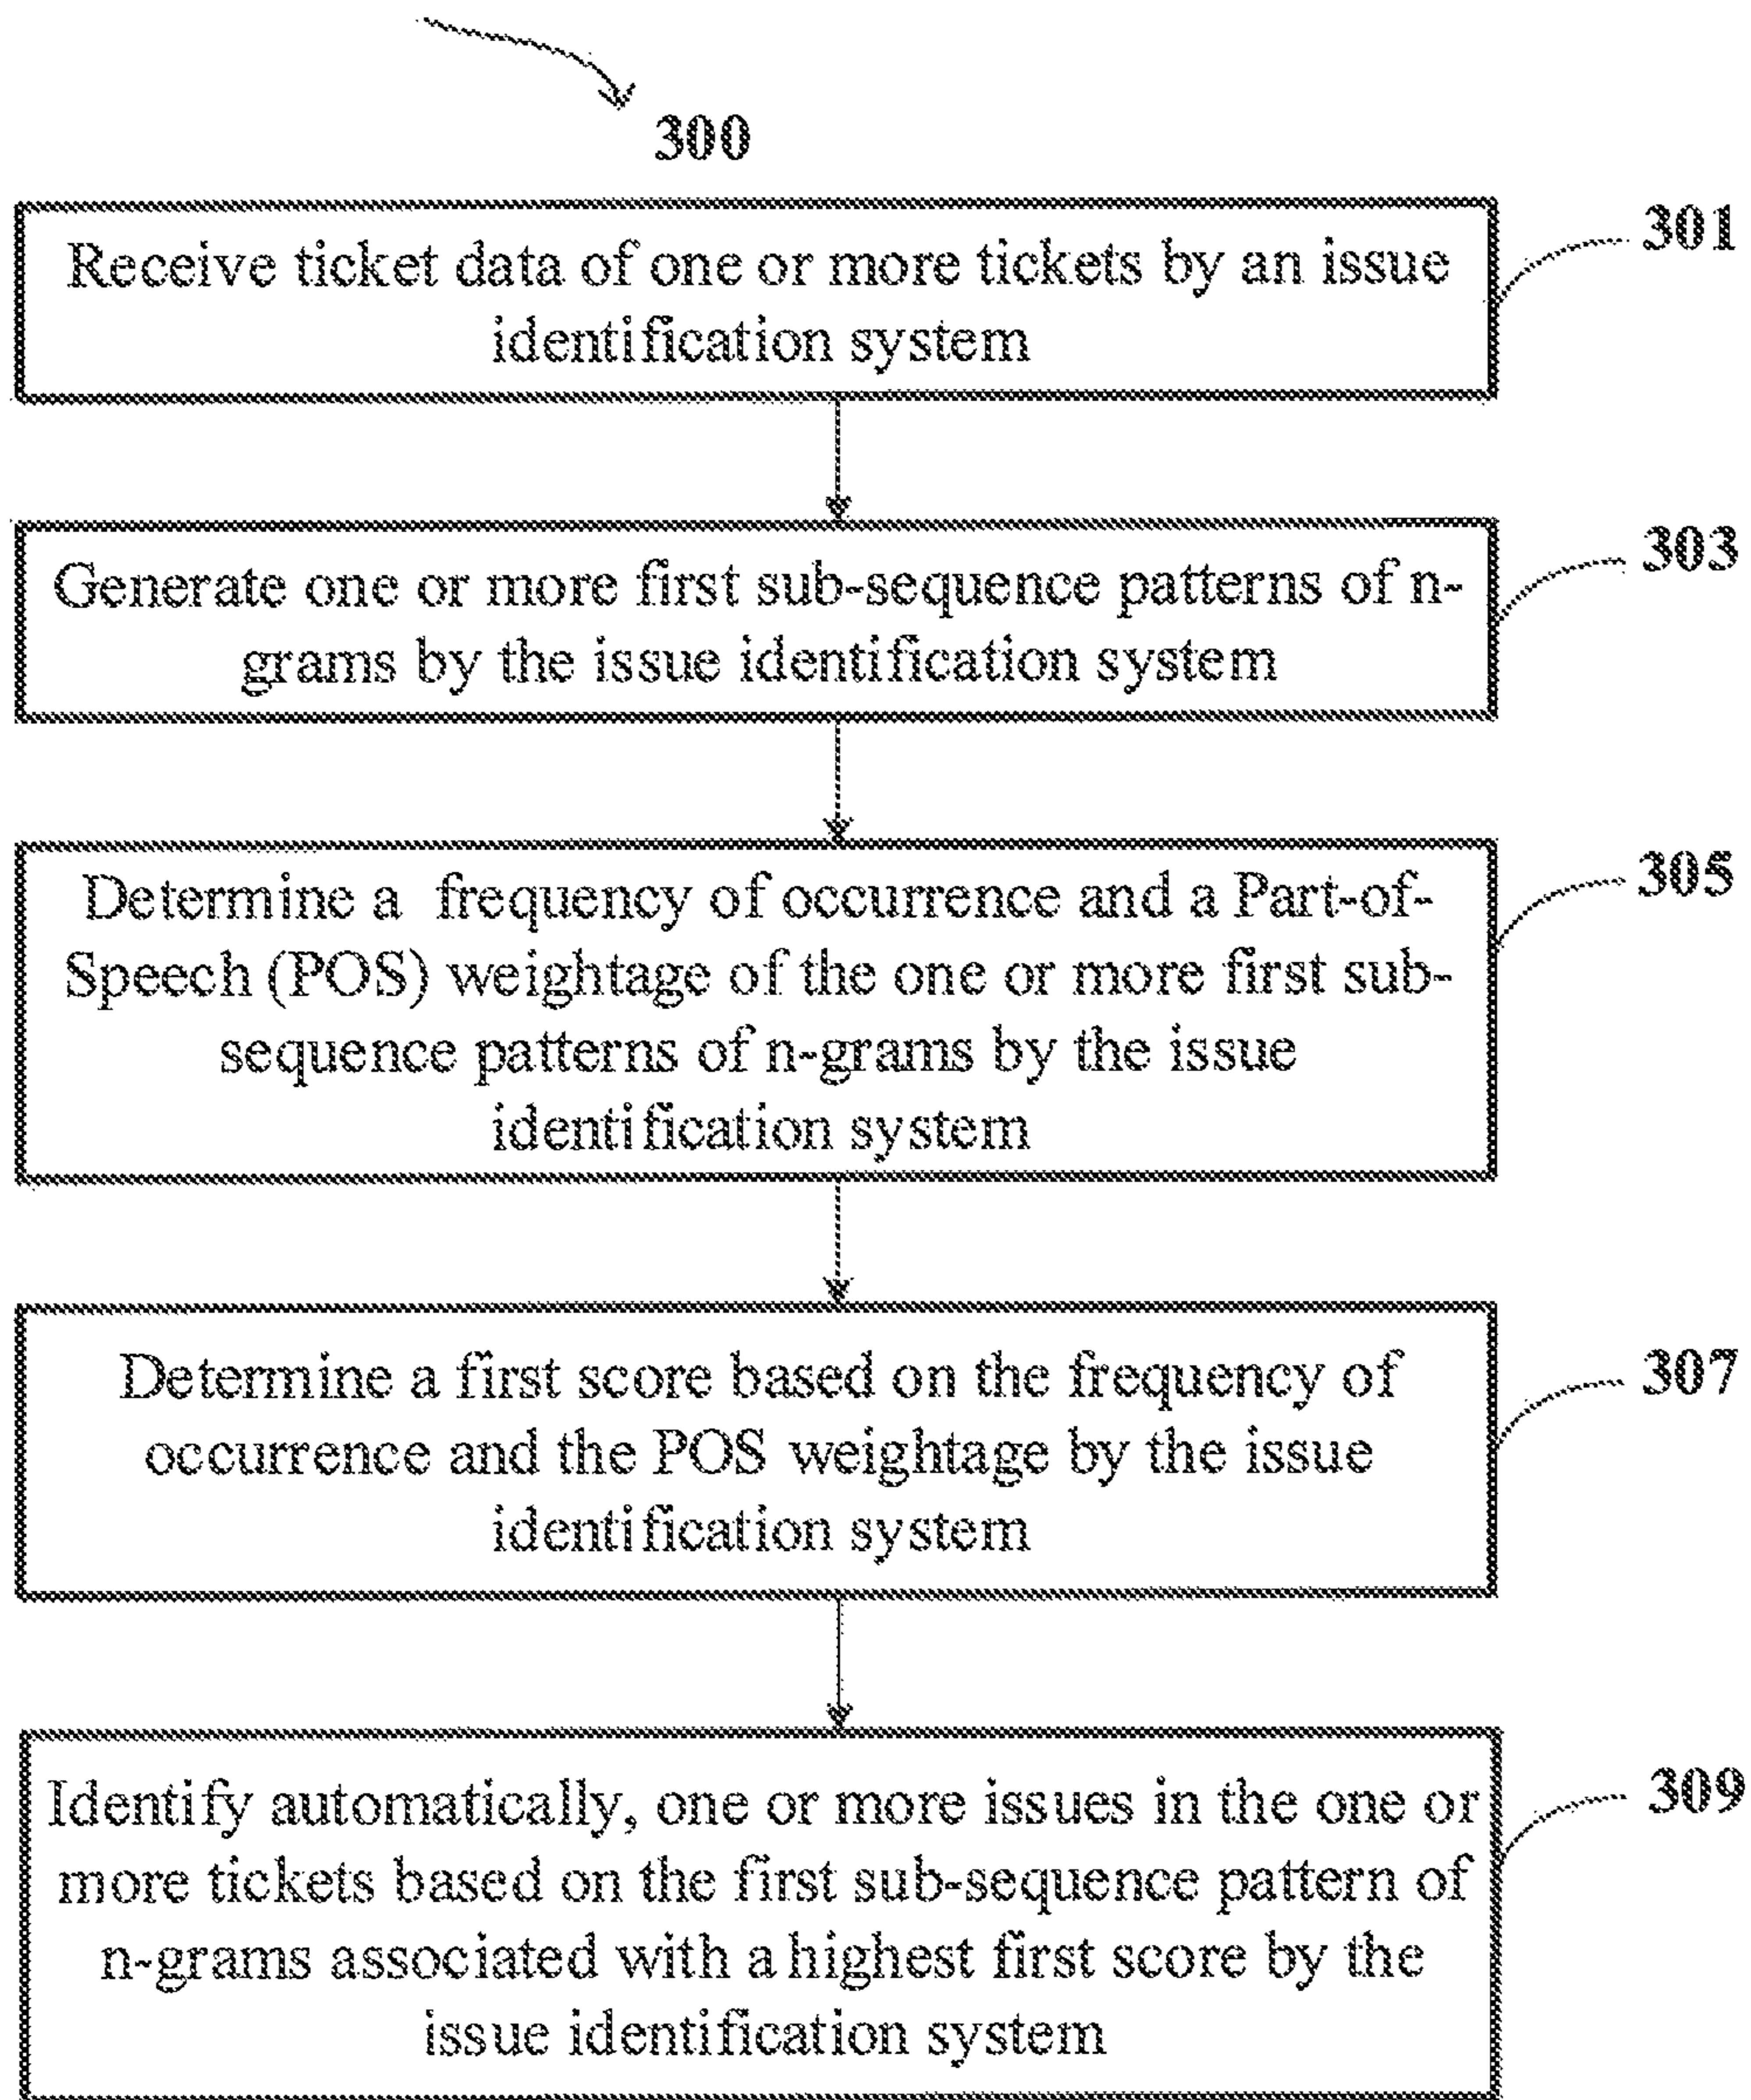 300
Receive ticket data of one or more tickets by an issue
identification system
301
Generate one or more first sub-sequence patterns of n-
grams by the issue identification system
303
Determine a frequency of occurrence and a Part-of-
Speech (POS) weightage of the one or more first sub-
sequence patterns of n-grams by the issue
identification system
305
Determine a first score based on the frequency of
occurrence and the POS weightage by the issue
identification system
307
Identify automatically, one or more issues in the one or
more tickets based on the first sub-sequence pattern of
n-grams associated with a highest first score by the
issue identification system
309